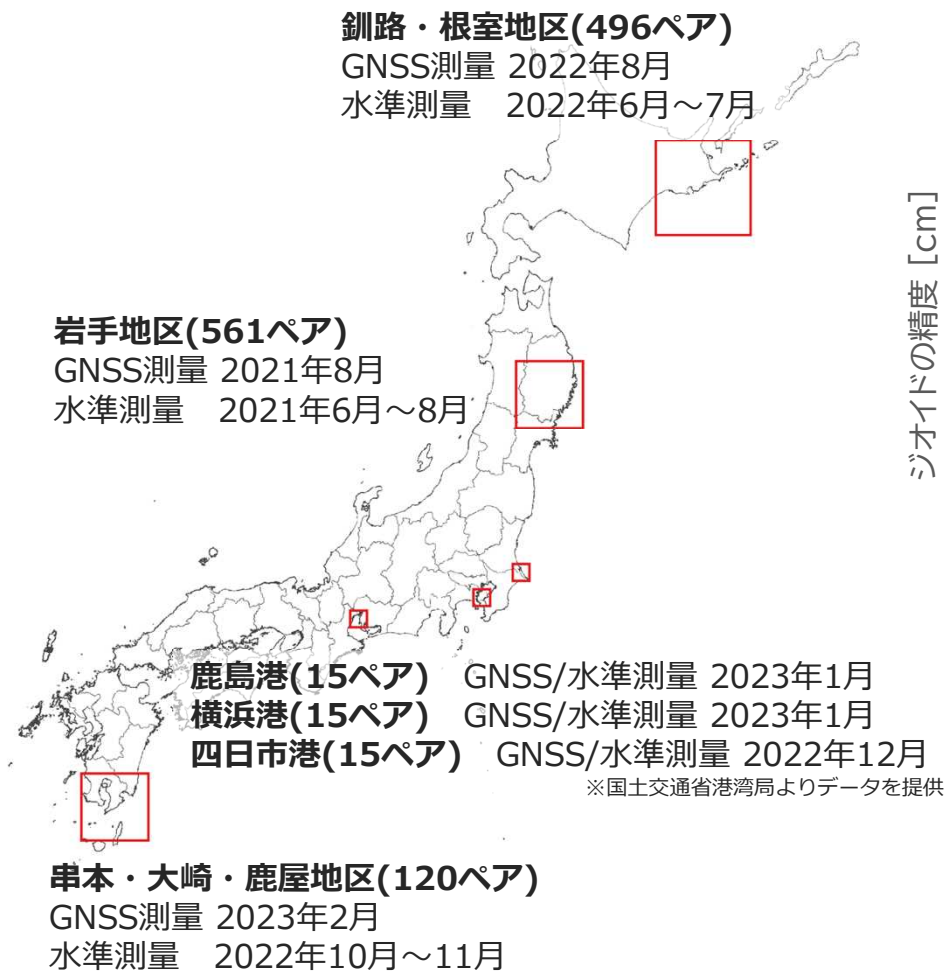 釧路・根室地区(496ペア)
GNSS測量 2022年8月
水準測量　2022年6月～7月
ジオイドの精度 [cm]
岩手地区(561ペア)
GNSS測量 2021年8月
水準測量　2021年6月～8月
鹿島港(15ペア)　GNSS/水準測量 2023年1月
横浜港(15ペア)　GNSS/水準測量 2023年1月
四日市港(15ペア)　GNSS/水準測量 2022年12月
※国土交通省港湾局よりデータを提供
串本・大崎・鹿屋地区(120ペア)
GNSS測量 2023年2月
水準測量　2022年10月～11月